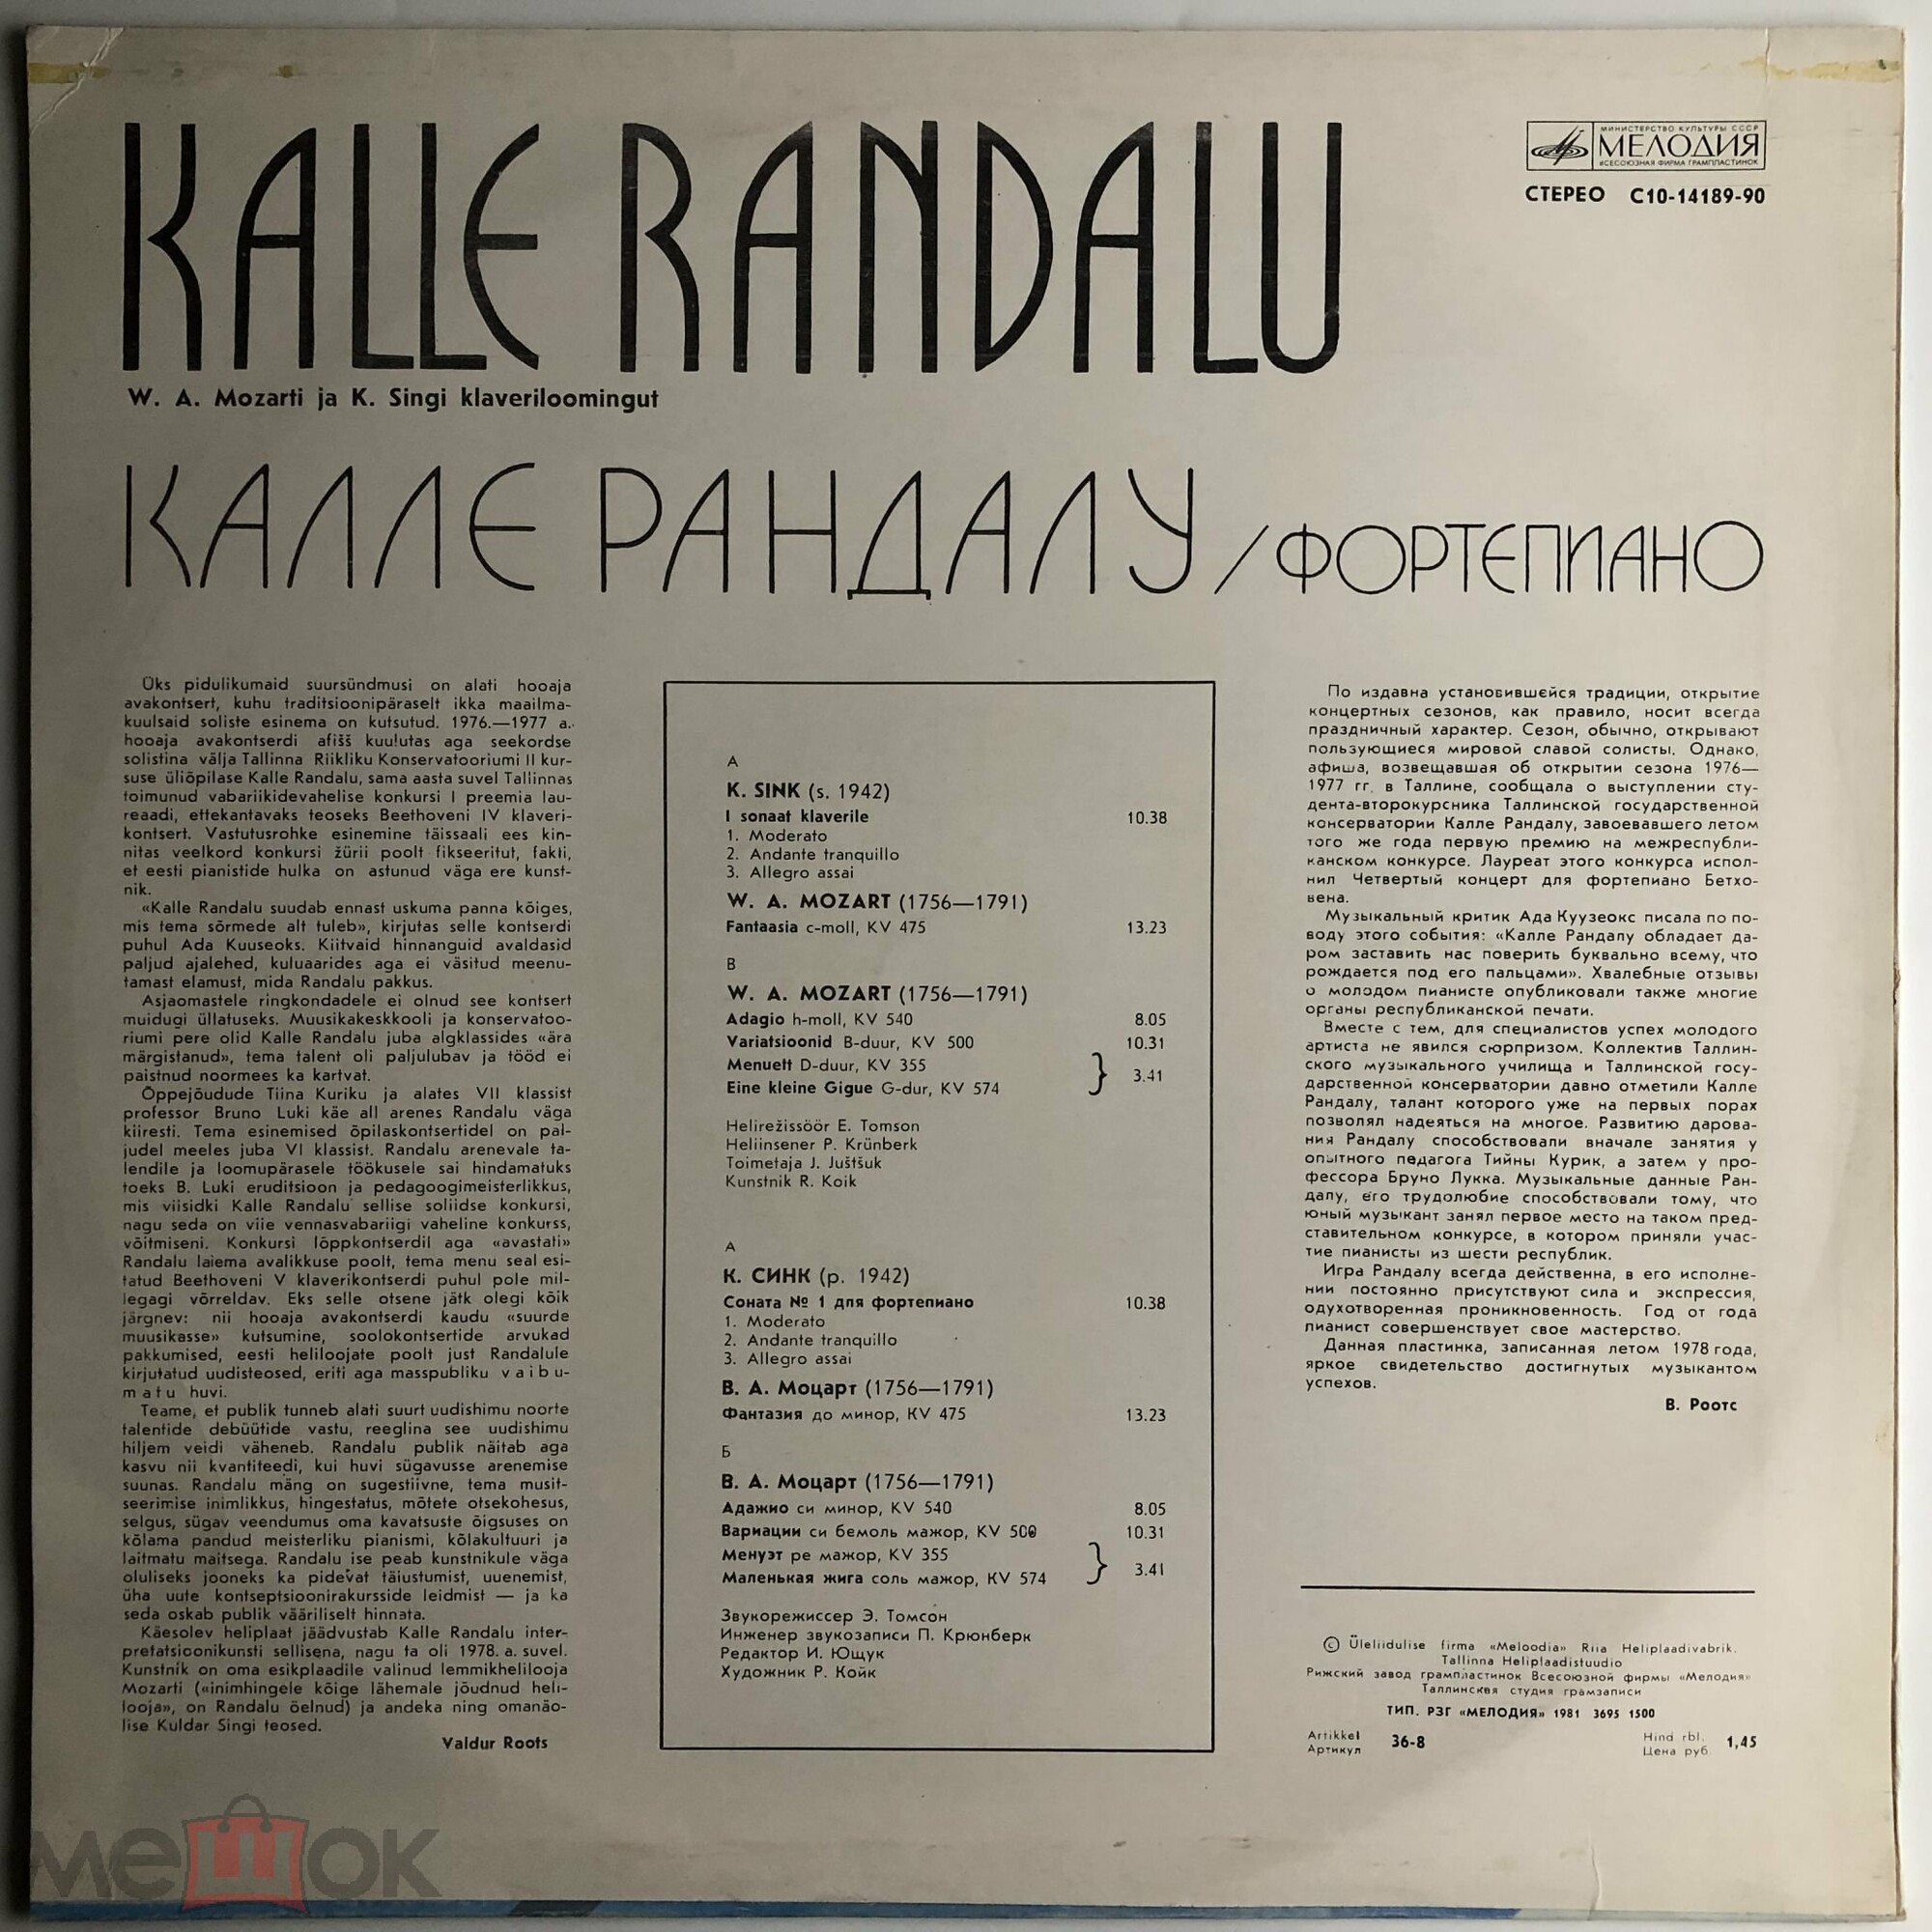 KALLE RANDALU
МИНИСТЕРСТВО КУЛЬТУРЫ СССР
МЕЛОДИЯ
ВСЕСОЮЗНАЯ ФИРМА ГРАМПЛАСТИНОК
СТЕРЕО С10-14189-90
W. A. Mozarti ja K. Singi klaveriloomingut
КАЛЛЕ РАНДАЛУ / ФОРТЕПИАНО
Üks pidulikumaid suursündmusi on alati hooaja
avakontsert, kuhu traditsioonipäraselt ikka maailma-
kuulsaid soliste esinema on kutsutud. 1976.—1977 a.
hooaja avakontserdi afišš kuulutas aga seekordse
solistina välja Tallinna Riikliku Konservatooriumi II kur-
suse üliõpilase Kalle Randalu, sama aasta suvel Tallinnas
toimunud vabariikidevahelise konkursi I preemia lau-
reaadi, ettekantavaks teoseks Beethoveni IV klaveri-
kontsert. Vastutusrohke esinemine täissaali ees kin-
nitas veelkord konkursi žürii poolt fikseeritut, fakti,
et eesti pianistide hulka on astunud väga ere kunst-
nik.
«Kalle Randalu suudab ennast uskuma panna kõiges,
mis tema sõrmede alt tuleb», kirjutas selle kontserdi
puhul Ada Kuuseoks. Kiitvaid hinnanguid avaldasid
paljud ajalehed, kuluaarides aga ei väsitud meenu-
tamast elamust, mida Randalu pakkus.
Asjaomastele ringkondadele ei olnud see kontsert
muidugi üllatuseks. Muusikakeskkooli ja konservatoo-
riumi pere olid Kalle Randalu juba algklassides «ära
märgistanud», tema talent oli paljulubav ja tööd ei
paistnud noormees ka kartvat.
Õppejõudude Tiina Kuriku ja alates VII klassist
professor Bruno Luki käe all arenes Randalu väga
kiiresti. Tema esinemised õpilaskontsertidel on pal-
judel meeles juba VI klassist. Randalu arenevale ta-
lendile ja loomupärasele töökusele sai hindamatuks
toeks B. Luki eruditsioon ja pedagoogimeisterlikkus,
mis viisidki Kalle Randalu sellise soliidse konkursi,
nagu seda on viie vennasvabariigi vaheline konkurss,
võitmiseni. Konkursi lõppkontserdil aga «avastati»
Randalu laiema avalikkuse poolt, tema menu seal esi-
tatud Beethoveni V klaverikontserdi puhul pole mil-
legagi võrreldav. Eks selle otsene jätk olegi kõik
järgnev: nii hooaja avakontserdi kaudu «suurde
muusikasse» kutsumine, soolokontsertide arvukad
pakkumised, eesti heliloojate poolt just Randalule
kirjutatud uudisteosed, eriti aga masspubliku v a i b u-
m a t u huvi.
Teame, et publik tunneb alati suurt uudishimu noorte
talentide debüütide vastu, reeglina see uudishimu
hiljem veidi väheneb. Randalu publik näitab aga
kasvu nii kvantiteedi, kui huvi sügavusse arenemise
suunas. Randalu mäng on sugestiivne, tema musit-
seerimise inimlikkus, hingestatus, mõtete otsekohesus,
selgus, sügav veendumus oma kavatsuste õigsuses on
kõlama pandud meisterliku pianismi, kõlakultuuri ja
laitmatu maitsega. Randalu ise peab kunstnikule väga
oluliseks jooneks ka pidevat täiustumist, uuenemist,
üha uute kontseptsioonirakursside leidmist — ja ka
seda oskab publik vääriliselt hinnata.
Käesolev heliplaat jäädvustab Kalle Randalu inter-
pretatsioonikunsti sellisena, nagu ta oli 1978. a. suvel.
Kunstnik on oma esikplaadile valinud lemmikhelilooja
Mozarti («inimhingele kõige lähemale jõudnud heli-
looja», on Randalu öelnud) ja andeka ning omanäo-
lise Kuldar Singi teosed.
Valdur Roots
A
K. SINK (s. 1942)
I sonaat klaverile 10.38
1. Moderato
2. Andante tranquillo
3. Allegro assai
W. A. MOZART (1756—1791)
Fantaasia c-moll, KV 475 13.23
B
W. A. MOZART (1756—1791)
Adagio h-moll, KV 540 8.05
Variatsioonid B-duur, KV 500 10.31
Menuett D-duur, KV 355
Eine kleine Gigue G-dur, KV 574 } 3.41
Helirežissöör E. Tomson
Heliinsener P. Krünberk
Toimetaja J. Juštšuk
Kunstnik R. Koik
А
К. СИНК (р. 1942)
Соната № 1 для фортепиано 10.38
1. Moderato
2. Andante tranquillo
3. Allegro assai
В. А. Моцарт (1756—1791)
Фантазия до минор, KV 475 13.23
Б
В. А. Моцарт (1756—1791)
Адажио си минор, KV 540 8.05
Вариации си бемоль мажор, KV 500 10.31
Менуэт ре мажор, KV 355
Маленькая жига соль мажор, KV 574 } 3.41
Звукорежиссер Э. Томсон
Инженер звукозаписи П. Крюнберк
Редактор И. Ющук
Художник Р. Койк
По издавна установившейся традиции, открытие
концертных сезонов, как правило, носит всегда
праздничный характер. Сезон, обычно, открывают
пользующиеся мировой славой солисты. Однако,
афиша, возвещавшая об открытии сезона 1976—
1977 гг. в Таллине, сообщала о выступлении сту-
дента-второкурсника Таллинской государственной
консерватории Калле Рандалу, завоевавшего летом
того же года первую премию на межреспубли-
канском конкурсе. Лауреат этого конкурса испол-
нил Четвертый концерт для фортепиано Бетхо-
вена.
Музыкальный критик Ада Куузеокс писала по по-
воду этого события: «Калле Рандалу обладает да-
ром заставить нас поверить буквально всему, что
рождается под его пальцами». Хвалебные отзывы
о молодом пианисте опубликовали также многие
органы республиканской печати.
Вместе с тем, для специалистов успех молодого
артиста не явился сюрпризом. Коллектив Таллин-
ского музыкального училища и Таллинской госу-
дарственной консерватории давно отметили Калле
Рандалу, талант которого уже на первых порах
позволял надеяться на многое. Развитию дарова-
ния Рандалу способствовали вначале занятия у
опытного педагога Тийны Курик, а затем у про-
фессора Бруно Лукка. Музыкальные данные Ран-
далу, его трудолюбие способствовали тому, что
юный музыкант занял первое место на таком пред-
ставительном конкурсе, в котором приняли учас-
тие пианисты из шести республик.
Игра Рандалу всегда действенна, в его исполне-
нии постоянно присутствуют сила и экспрессия,
одухотворенная проникновенность. Год от года
пианист совершенствует свое мастерство.
Данная пластинка, записанная летом 1978 года,
яркое свидетельство достигнутых музыкантом
успехов.
В. Роотс
© Üleliidulise firma «Meloodia» Riia Heliplaadivabrik.
Tallinna Heliplaadistuudio
Рижский завод грампластинок Всесоюзной фирмы «Мелодия»
Таллинская студия грамзаписи
ТИП. РЗГ «МЕЛОДИЯ» 1981 3695 1500
Artikkel
Артикул 36-8
Hind rbl.
Цена руб. 1,45
мешок